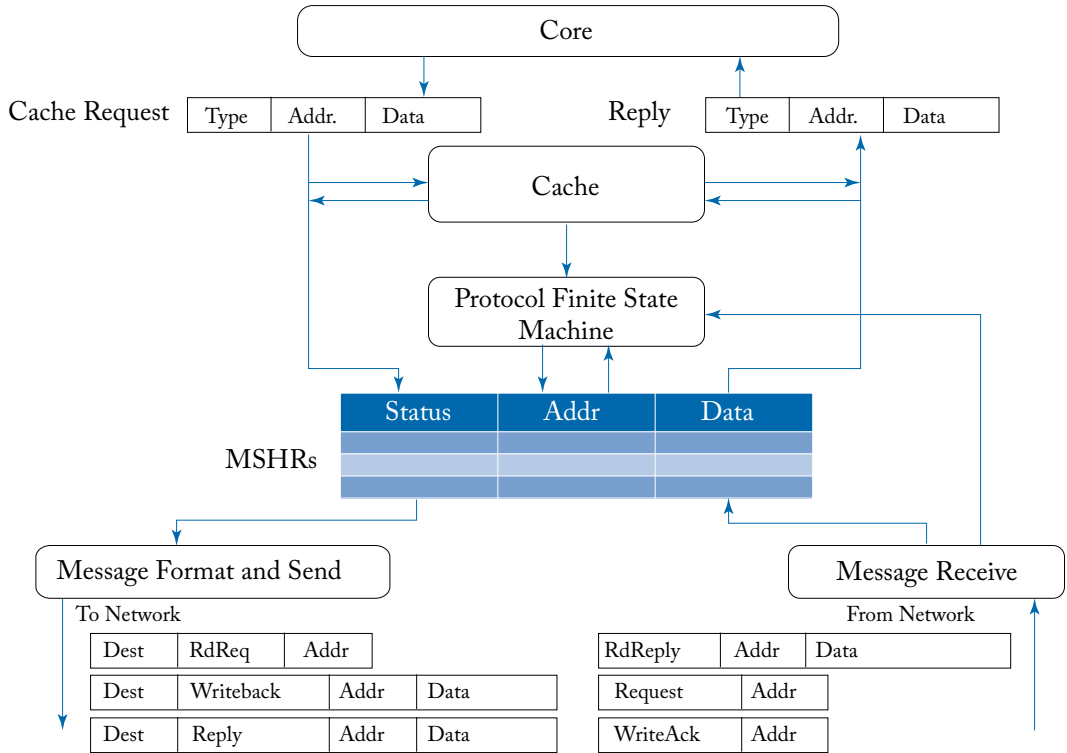 Core
Cache Request
Type Addr. Data
Reply
Type Addr. Data
Cache
Protocol Finite State
Machine
Status Addr Data
MSHRs
Message Format and Send
Message Receive
To Network
From Network
Dest RdReq Addr
RdReply Addr Data
Dest Writeback Addr Data
Request Addr
Dest Reply Addr Data
WriteAck Addr